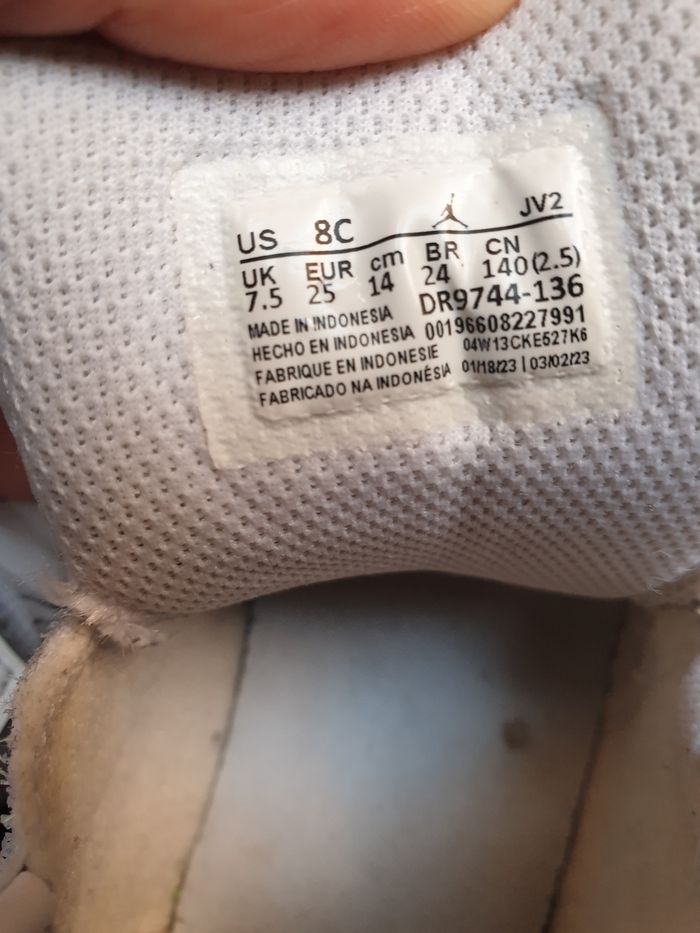 US 8C JV2
UK EUR cm BR CN
7.5 25 14 24 140(2.5)
MADE IN INDONESIA DR9744-136
HECHO EN INDONESIA 00196608227991
FABRIQUE EN INDONESIE 04W13CKE527K6
FABRICADO NA INDONÉSIA 01/18/23 | 03/02/23